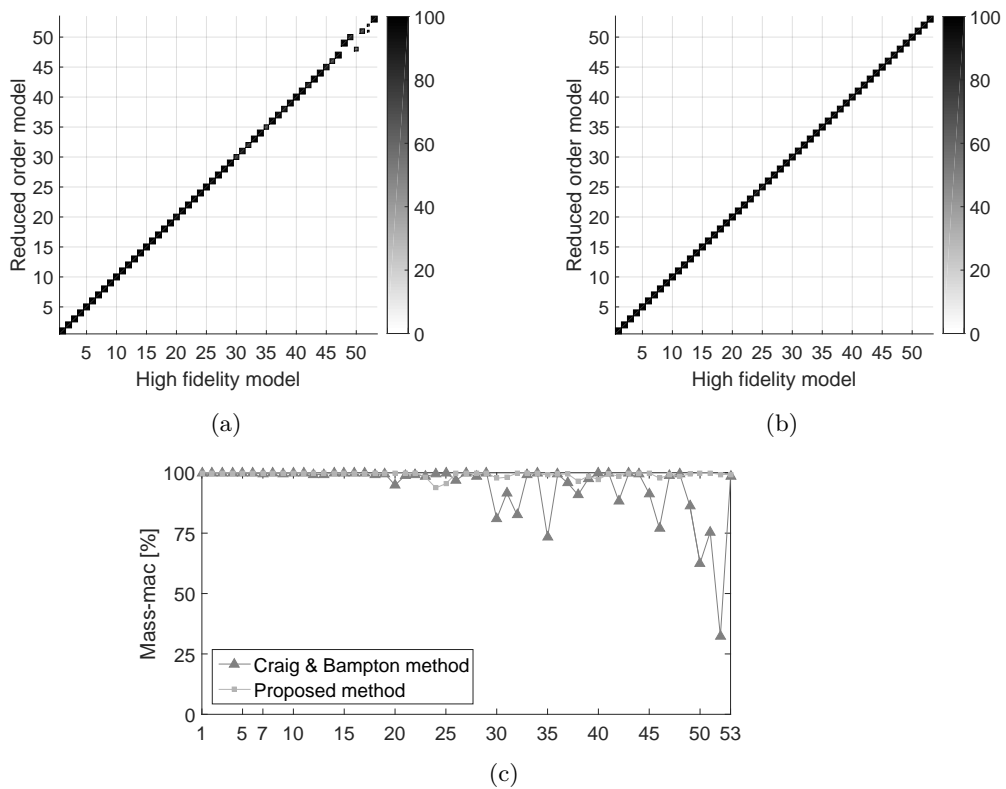 100
80
60
40
20
0
50
45
40
35
30
25
20
15
10
5
5 10 15 20 25 30 35 40 45 50
Reduced order model
High fidelity model
(a)
100
80
60
40
20
0
50
45
40
35
30
25
20
15
10
5
5 10 15 20 25 30 35 40 45 50
Reduced order model
High fidelity model
(b)
100
75
50
25
0
Mass-mac [%]
Craig & Bampton method
Proposed method
1 5 7 10 15 20 25 30 35 40 45 50 53
(c)